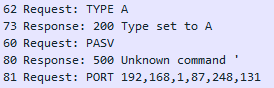 62 Request: TYPE A
73 Response: 200 Type set to A
60 Request: PASV
80 Response: 500 Unknown command '
81 Request: PORT 192,168,1,87,248,131